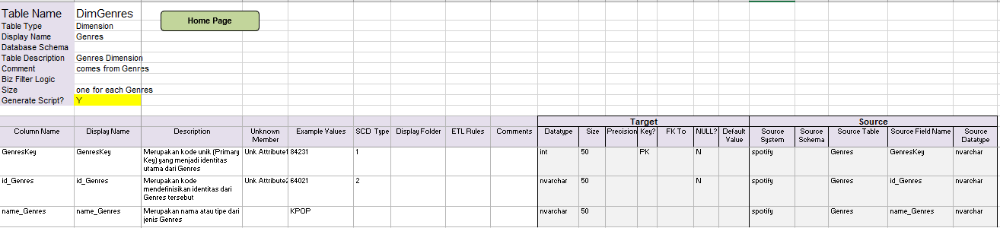 Table Name DimGenres
Home Page
Table Type Dimension
Display Name Genres
Database Schema
Table Description Genres Dimension
Comment comes from Genres
Biz Filter Logic
Size one for each Genres
Generate Script? Y
Target Source
Column Name Display Name Description Unknown Member Example Values SCD Type Display Folder ETL Rules Comments Datatype Size Precision Key? FK To NULL? Default Value Source System Source Schema Source Table Source Field Name Source Datatype
GenresKey GenresKey Merupakan kode unik (Primary Unk Attribute1 84231 1 int 50 PK N spotify Genres GenresKey nvarchar
Key) yang menjadi identitas
utama dari Genres
id_Genres id_Genres Merupakan kode Unk Attribute2 64021 2 nvarchar 50 N spotify Genres id_Genres nvarchar
mendefinisikan identitas dari
Genres tersebut
name_Genres name_Genres Merupakan nama atau tipe dari KPOP nvarchar 50 spotify Genres name_Genres nvarchar
jenis Genres